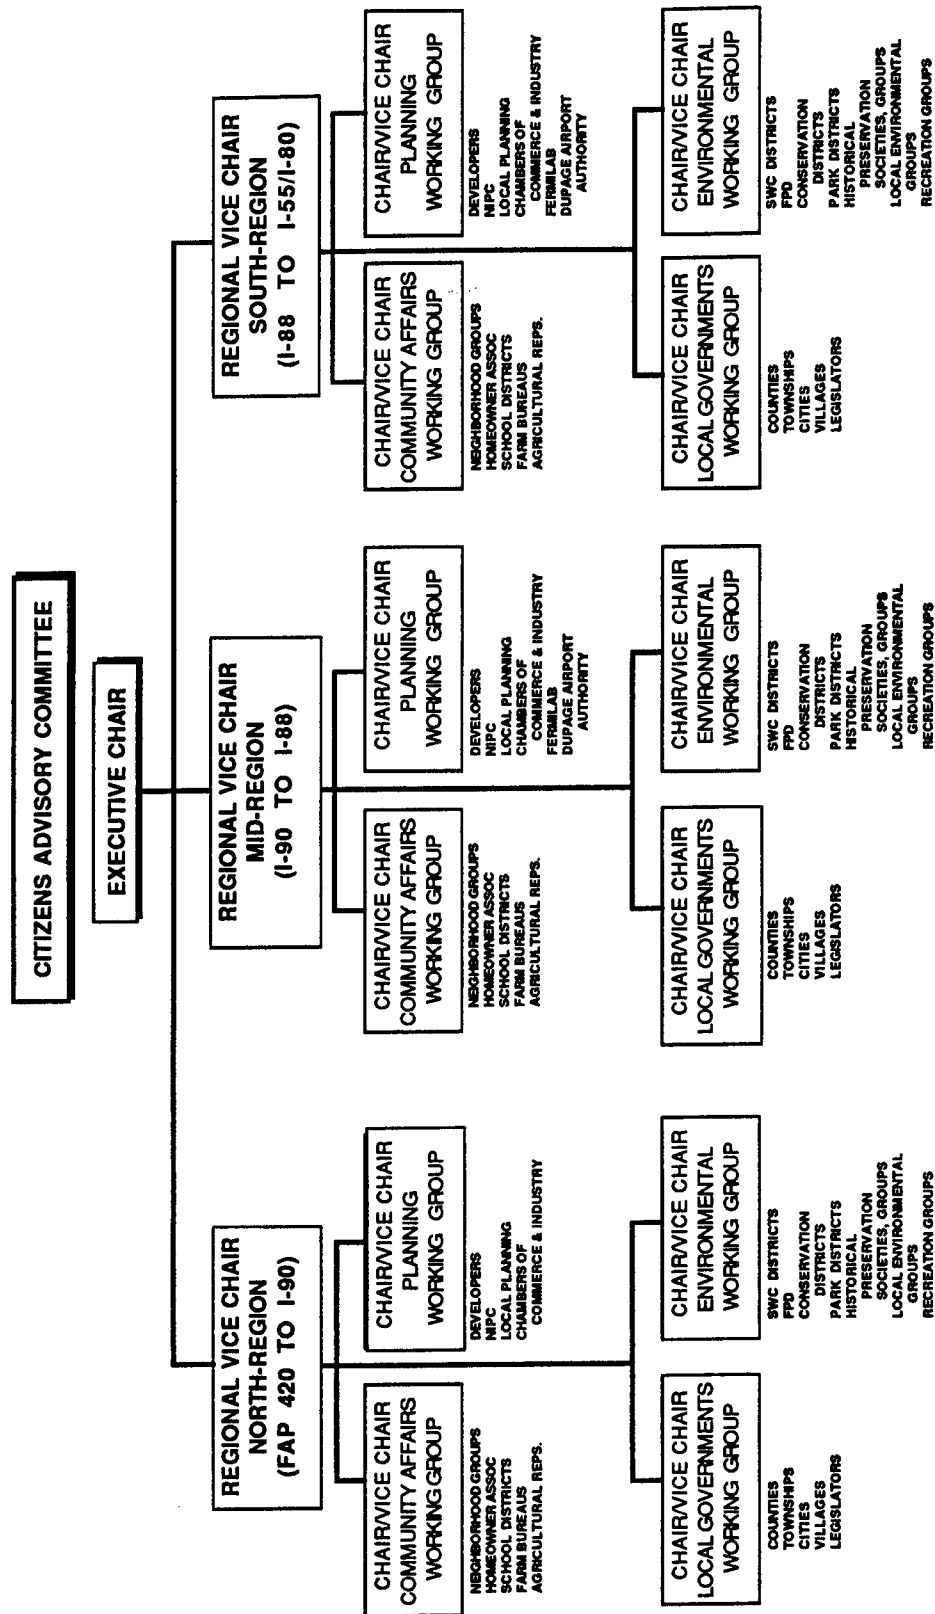 CITIZENS ADVISORY COMMITTEE
EXECUTIVE CHAIR
REGIONAL VICE CHAIR
NORTH-REGION
(FAP 420 TO I-90)
REGIONAL VICE CHAIR
MID-REGION
(I-90 TO I-88)
REGIONAL VICE CHAIR
SOUTH-REGION
(I-88 TO I-55/I-80)
CHAIR/VICE CHAIR
COMMUNITY AFFAIRS
WORKING GROUP
NEIGHBORHOOD GROUPS
HOMEOWNER ASSOC
SCHOOL DISTRICTS
FARM BUREAUS
AGRICULTURAL REPS.
CHAIR/VICE CHAIR
PLANNING
WORKING GROUP
DEVELOPERS
NIPC
LOCAL PLANNING
CHAMBERS OF
COMMERCE & INDUSTRY
CHAIR/VICE CHAIR
COMMUNITY AFFAIRS
WORKING GROUP
NEIGHBORHOOD GROUPS
HOMEOWNER ASSOC
SCHOOL DISTRICTS
FARM BUREAUS
AGRICULTURAL REPS.
CHAIR/VICE CHAIR
PLANNING
WORKING GROUP
DEVELOPERS
NIPC
LOCAL PLANNING
CHAMBERS OF
COMMERCE & INDUSTRY
FERMILAB
DUPAGE AIRPORT
AUTHORITY
CHAIR/VICE CHAIR
COMMUNITY AFFAIRS
WORKING GROUP
NEIGHBORHOOD GROUPS
HOMEOWNER ASSOC
SCHOOL DISTRICTS
FARM BUREAUS
AGRICULTURAL REPS.
CHAIR/VICE CHAIR
PLANNING
WORKING GROUP
DEVELOPERS
NIPC
LOCAL PLANNING
CHAMBERS OF
COMMERCE & INDUSTRY
FERMILAB
DUPAGE AIRPORT
AUTHORITY
CHAIR/VICE CHAIR
LOCAL GOVERNMENTS
WORKING GROUP
COUNTIES
TOWNSHIPS
CITIES
VILLAGES
LEGISLATORS
CHAIR/VICE CHAIR
ENVIRONMENTAL
WORKING GROUP
SWC DISTRICTS
FPD
CONSERVATION
DISTRICTS
PARK DISTRICTS
HISTORICAL
PRESERVATION
SOCIETIES, GROUPS
LOCAL ENVIRONMENTAL
GROUPS
RECREATION GROUPS
CHAIR/VICE CHAIR
LOCAL GOVERNMENTS
WORKING GROUP
COUNTIES
TOWNSHIPS
CITIES
VILLAGES
LEGISLATORS
CHAIR/VICE CHAIR
ENVIRONMENTAL
WORKING GROUP
SWC DISTRICTS
FPD
CONSERVATION
DISTRICTS
PARK DISTRICTS
HISTORICAL
PRESERVATION
SOCIETIES, GROUPS
LOCAL ENVIRONMENTAL
GROUPS
RECREATION GROUPS
CHAIR/VICE CHAIR
LOCAL GOVERNMENTS
WORKING GROUP
COUNTIES
TOWNSHIPS
CITIES
VILLAGES
LEGISLATORS
CHAIR/VICE CHAIR
ENVIRONMENTAL
WORKING GROUP
SWC DISTRICTS
FPD
CONSERVATION
DISTRICTS
PARK DISTRICTS
HISTORICAL
PRESERVATION
SOCIETIES, GROUPS
LOCAL ENVIRONMENTAL
GROUPS
RECREATION GROUPS